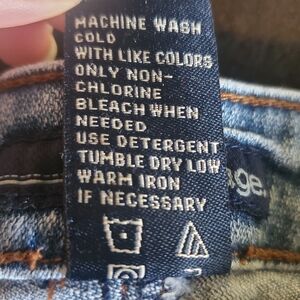 MACHINE WASH
COLD
WITH LIKE COLORS
ONLY NON-
CHLORINE
BLEACH WHEN
NEEDED
USE DETERGENT
TUMBLE DRY LOW
WARM IRON
IF NECESSARY